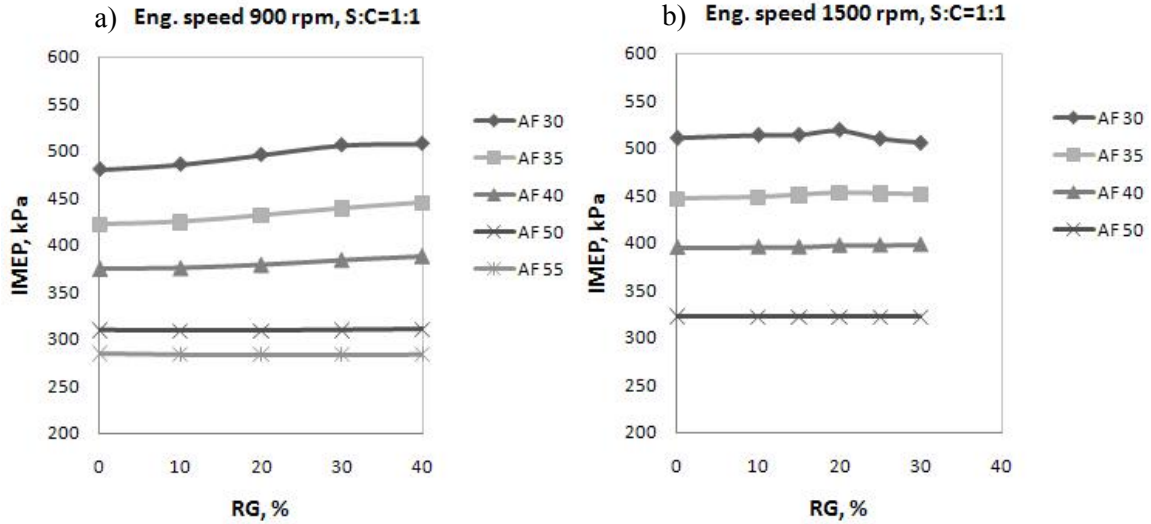 a) Eng. speed 900 rpm, S:C=1:1
600
550
500
450
400
350
300
250
200
IMEP, kPa
0 10 20 30 40
RG, %
AF 30
AF 35
AF 40
AF 50
AF 55
b) Eng. speed 1500 rpm, S:C=1:1
600
550
500
450
400
350
300
250
200
IMEP, kPa
0 10 20 30 40
RG, %
AF 30
AF 35
AF 40
AF 50